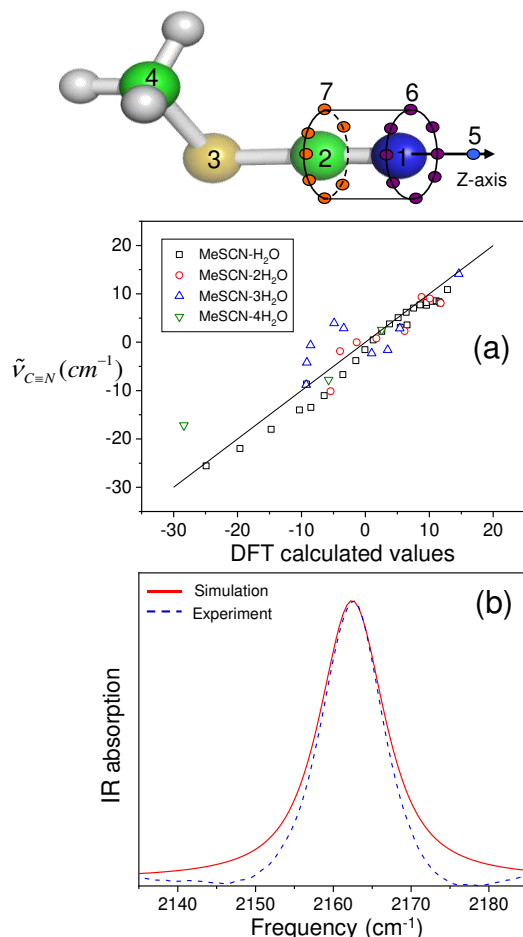 4
7
6
5
3
2
1
Z-axis
20
10
0
-10
-20
-30
ṽ_{C≡N}(cm⁻¹)
MeSCN-H₂O
MeSCN-2H₂O
MeSCN-3H₂O
MeSCN-4H₂O
(a)
-30 -20 -10 0 10 20
DFT calculated values
Simulation
Experiment
(b)
IR absorption
2140 2150 2160 2170 2180
Frequency (cm⁻¹)